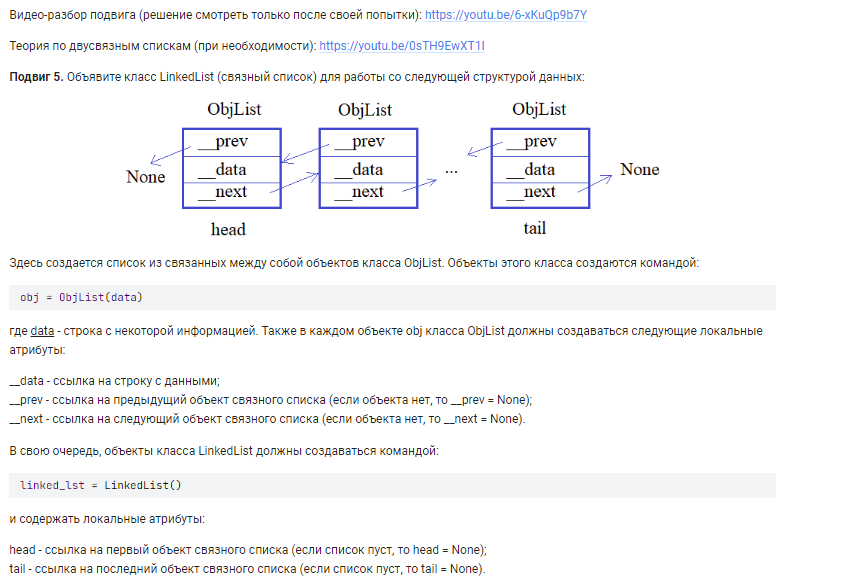 Видео-разбор подвига (решение смотреть только после своей попытки): https://youtu.be/6-xKuQp9b7Y
Теория по двусвязным спискам (при необходимости): https://youtu.be/0sTH9EwXT1I
Подвиг 5. Объявите класс LinkedList (связный список) для работы со следующей структурой данных:
ObjList ObjList ObjList
__prev __prev __prev
None __data __data ... __data None
__next __next __next
head tail
Здесь создается список из связанных между собой объектов класса ObjList. Объекты этого класса создаются командой:
obj = ObjList(data)
где data - строка с некоторой информацией. Также в каждом объекте obj класса ObjList должны создаваться следующие локальные
атрибуты:
__data - ссылка на строку с данными;
__prev - ссылка на предыдущий объект связного списка (если объекта нет, то __prev = None);
__next - ссылка на следующий объект связного списка (если объекта нет, то __next = None).
В свою очередь, объекты класса LinkedList должны создаваться командой:
linked_lst = LinkedList()
и содержать локальные атрибуты:
head - ссылка на первый объект связного списка (если список пуст, то head = None);
tail - ссылка на последний объект связного списка (если список пуст, то tail = None).